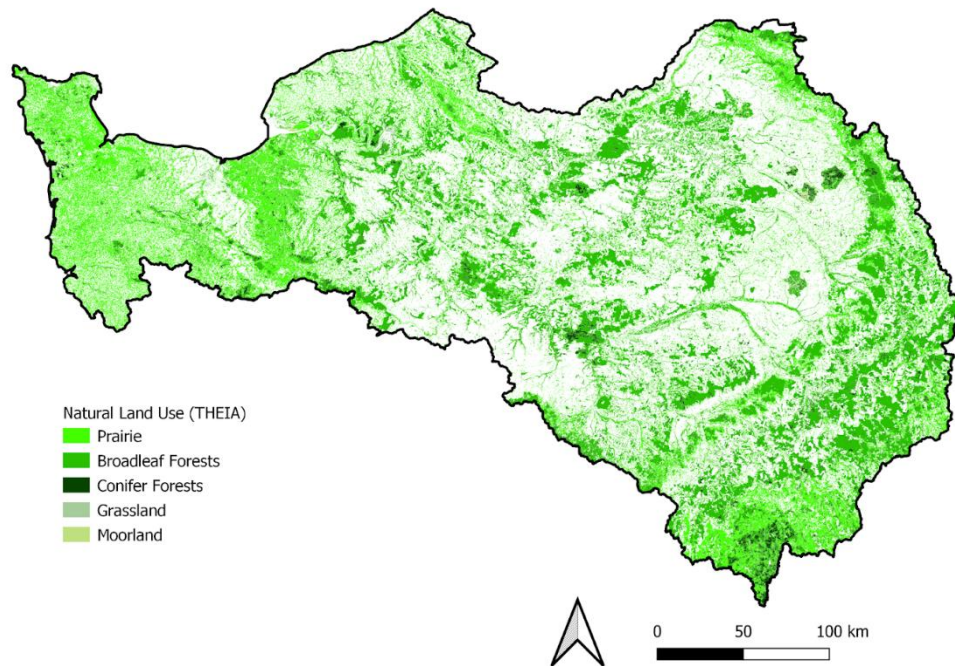 Natural Land Use (THEIA)
Prairie
Broadleaf Forests
Conifer Forests
Grassland
Moorland
0 50 100 km